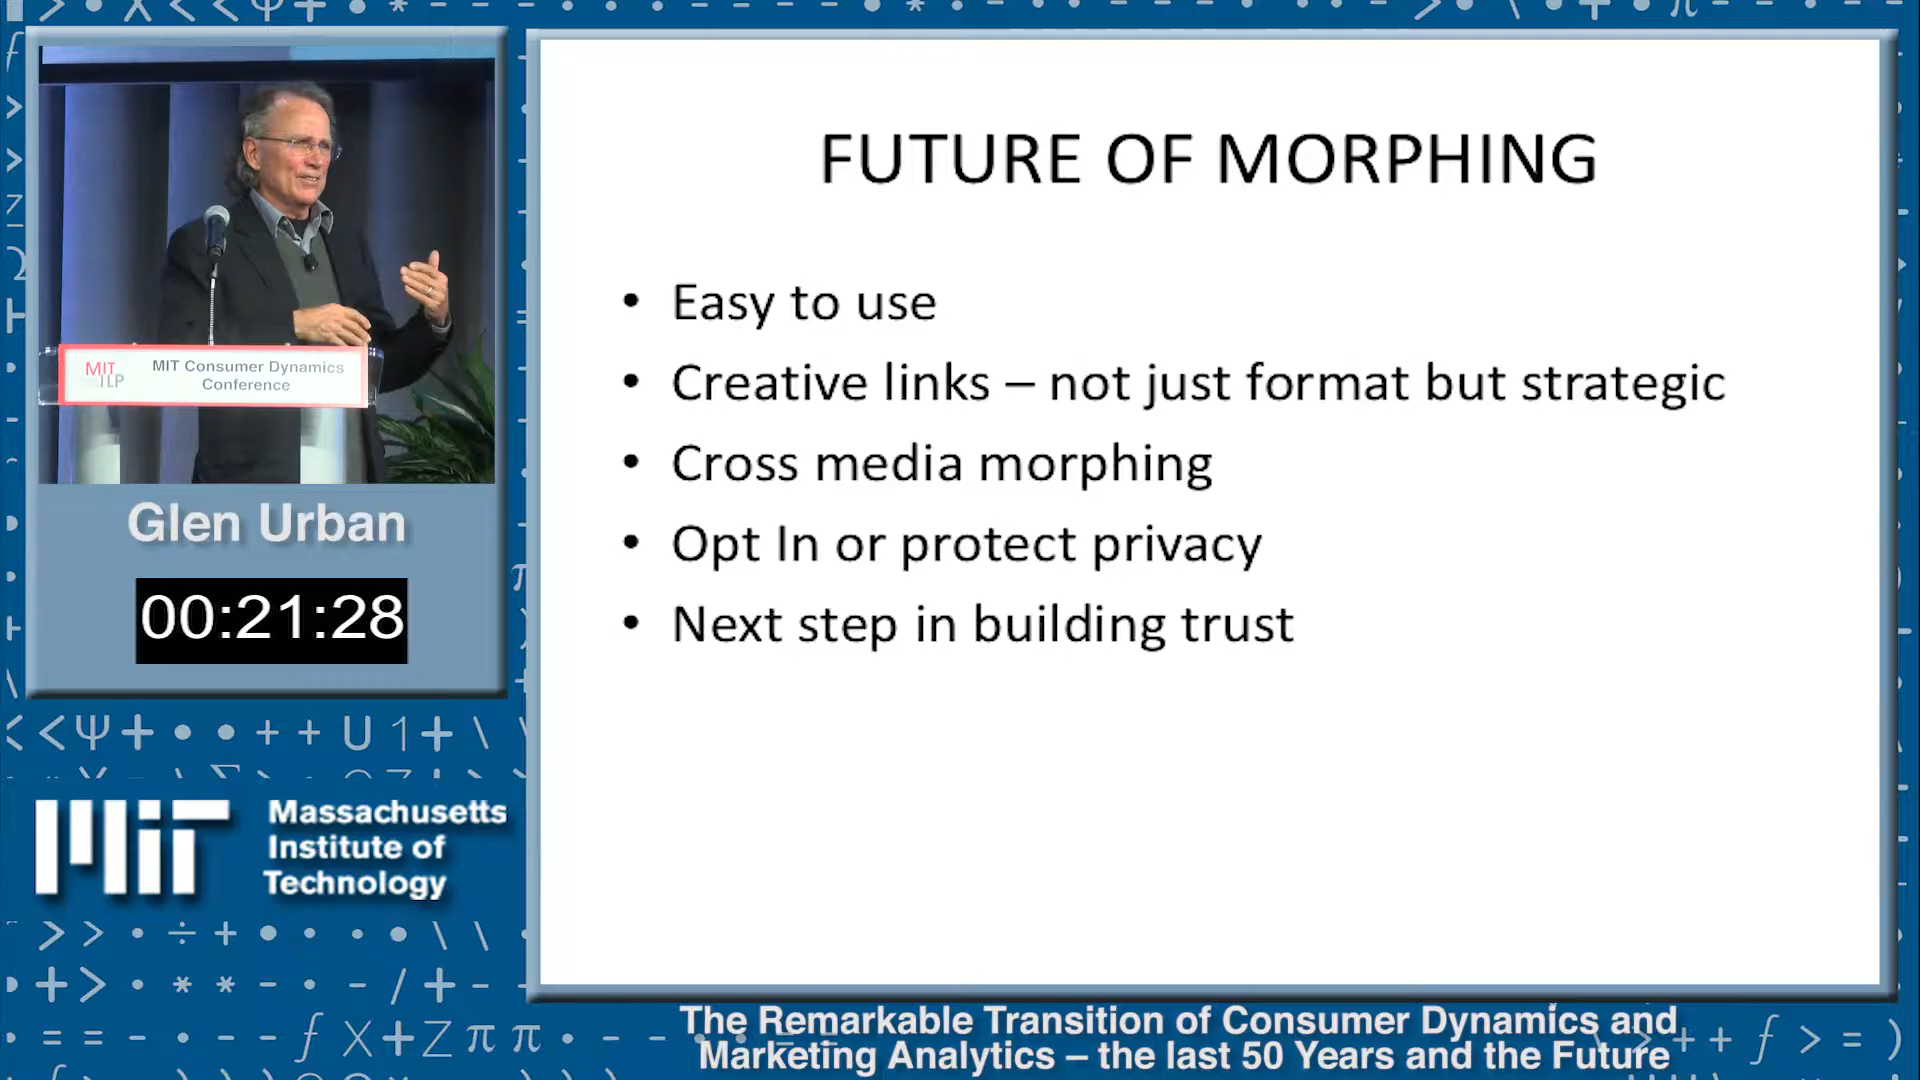 MIT
ILP
MIT Consumer Dynamics
Conference
Glen Urban
00:21:28
Massachusetts
Institute of
Technology
FUTURE OF MORPHING
• Easy to use
• Creative links – not just format but strategic
• Cross media morphing
• Opt In or protect privacy
• Next step in building trust
The Remarkable Transition of Consumer Dynamics and
Marketing Analytics – the last 50 Years and the Future